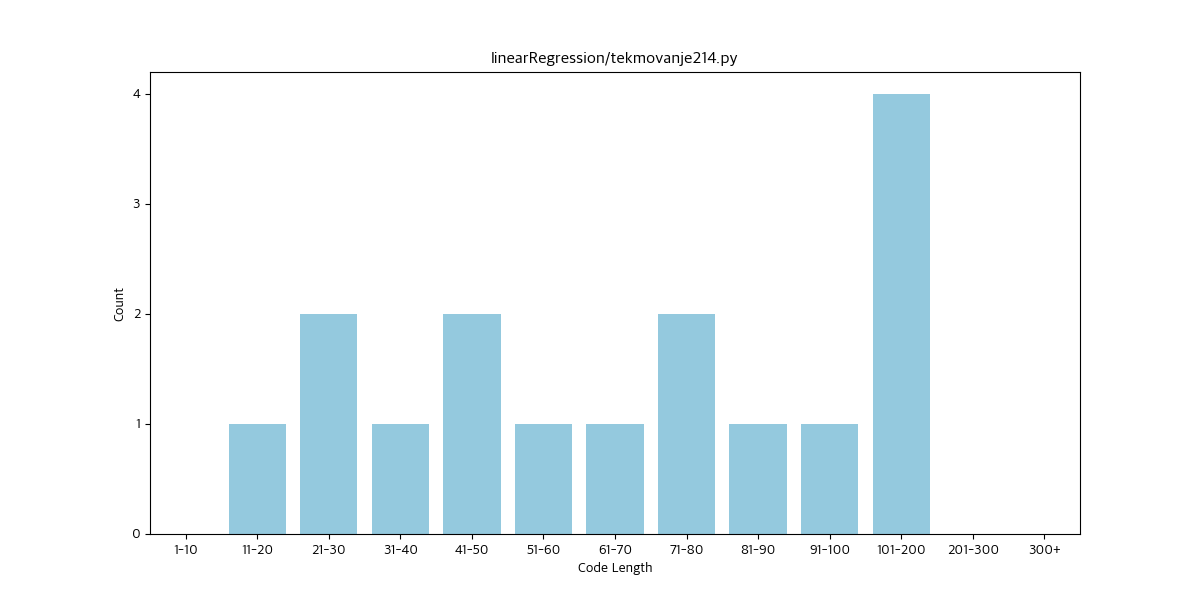 linearRegression/tekmovanje214.py
4
3
2
1
0
Count
1-10 11-20 21-30 31-40 41-50 51-60 61-70 71-80 81-90 91-100 101-200 201-300 300+
Code Length